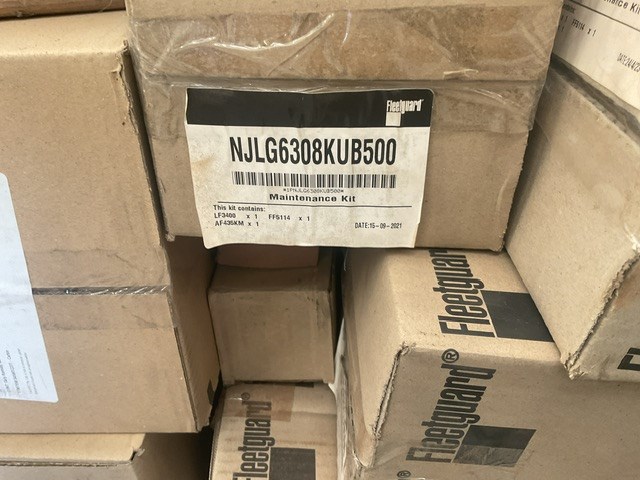 Fleetguard
NJLG6308KUB500
*1PNJLG6308KUB500*
Maintenance Kit
This kit contains:
LF3400 x 1 FF5114 x 1
AF435KM x 1
DATE:15-09-2021
Fleetguard
Fleetguard®
Fleetguard